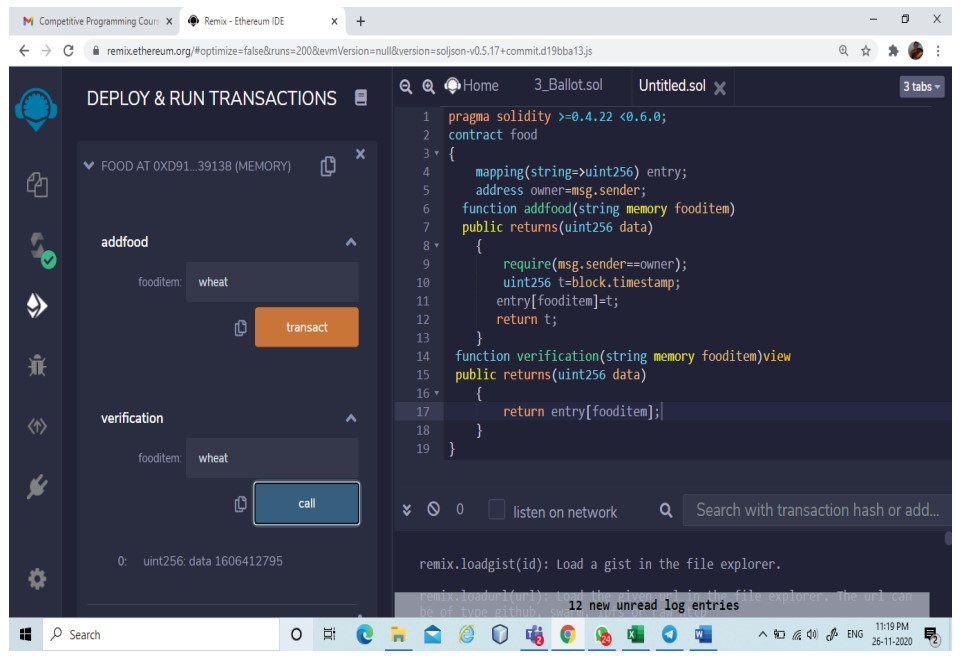 Competitive Programming Cours
Remix - Ethereum IDE
remix.ethereum.org/#optimize=false&runs=200&evmVersion=null&version=soljson-v0.5.17+commit.d19bba13.js
DEPLOY & RUN TRANSACTIONS
FOOD AT 0XD91...39138 (MEMORY)
addfood
fooditem: wheat
transact
verification
fooditem: wheat
call
0: uint256: data 1606412795
Home 3_Ballot.sol Untitled.sol 3 tabs
1 pragma solidity >=0.4.22 <0.6.0;
2 contract food
3 {
4 mapping(string=>uint256) entry;
5 address owner=msg.sender;
6 function addfood(string memory fooditem)
7 public returns(uint256 data)
8 {
9 require(msg.sender==owner);
10 uint256 t=block.timestamp;
11 entry[fooditem]=t;
12 return t;
13 }
14 function verification(string memory fooditem)view
15 public returns(uint256 data)
16 {
17 return entry[fooditem];
18 }
19 }
0 listen on network Search with transaction hash or add...
remix.loadgist(id): Load a gist in the file explorer.
remix.loadurl(url): Load the given url in the file explorer. The url can
be of type github, swarm, ipfs or raw http
12 new unread log entries
Search
24
ENG
11:19 PM
26-11-2020
2